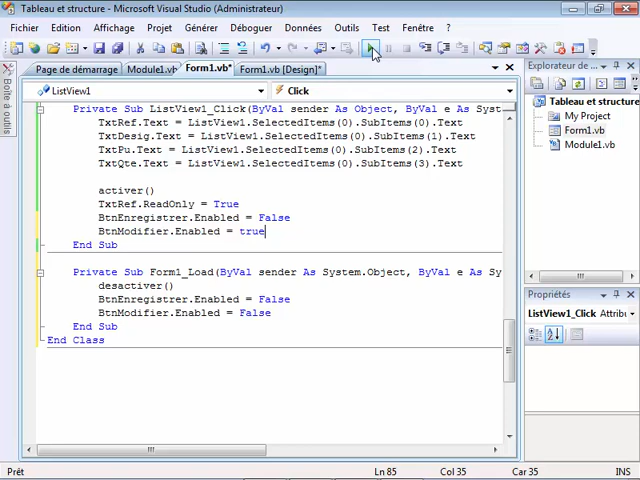 Tableau et structure - Microsoft Visual Studio (Administrateur)
Fichier Edition Affichage Projet Générer Déboguer Données Outils Test Fenêtre ?
Page de démarrage Module1.vb Form1.vb* Form1.vb [Design]*
Explorateur de
Boîte à outils
ListView1 Click
Tableau et structure
My Project
Form1.vb
Module1.vb
Private Sub ListView1_Click(ByVal sender As Object, ByVal e As Syst
TxtRef.Text = ListView1.SelectedItems(0).SubItems(0).Text
TxtDesig.Text = ListView1.SelectedItems(0).SubItems(1).Text
TxtPu.Text = ListView1.SelectedItems(0).SubItems(2).Text
TxtQte.Text = ListView1.SelectedItems(0).SubItems(3).Text
activer()
TxtRef.ReadOnly = True
BtnEnregistrer.Enabled = False
BtnModifier.Enabled = true
End Sub
Private Sub Form1_Load(ByVal sender As System.Object, ByVal e As Sy
desactiver()
BtnEnregistrer.Enabled = False
BtnModifier.Enabled = False
End Sub
End Class
Propriétés
ListView1_Click Attribu
Prêt Ln 85 Col 35 Car 35 INS